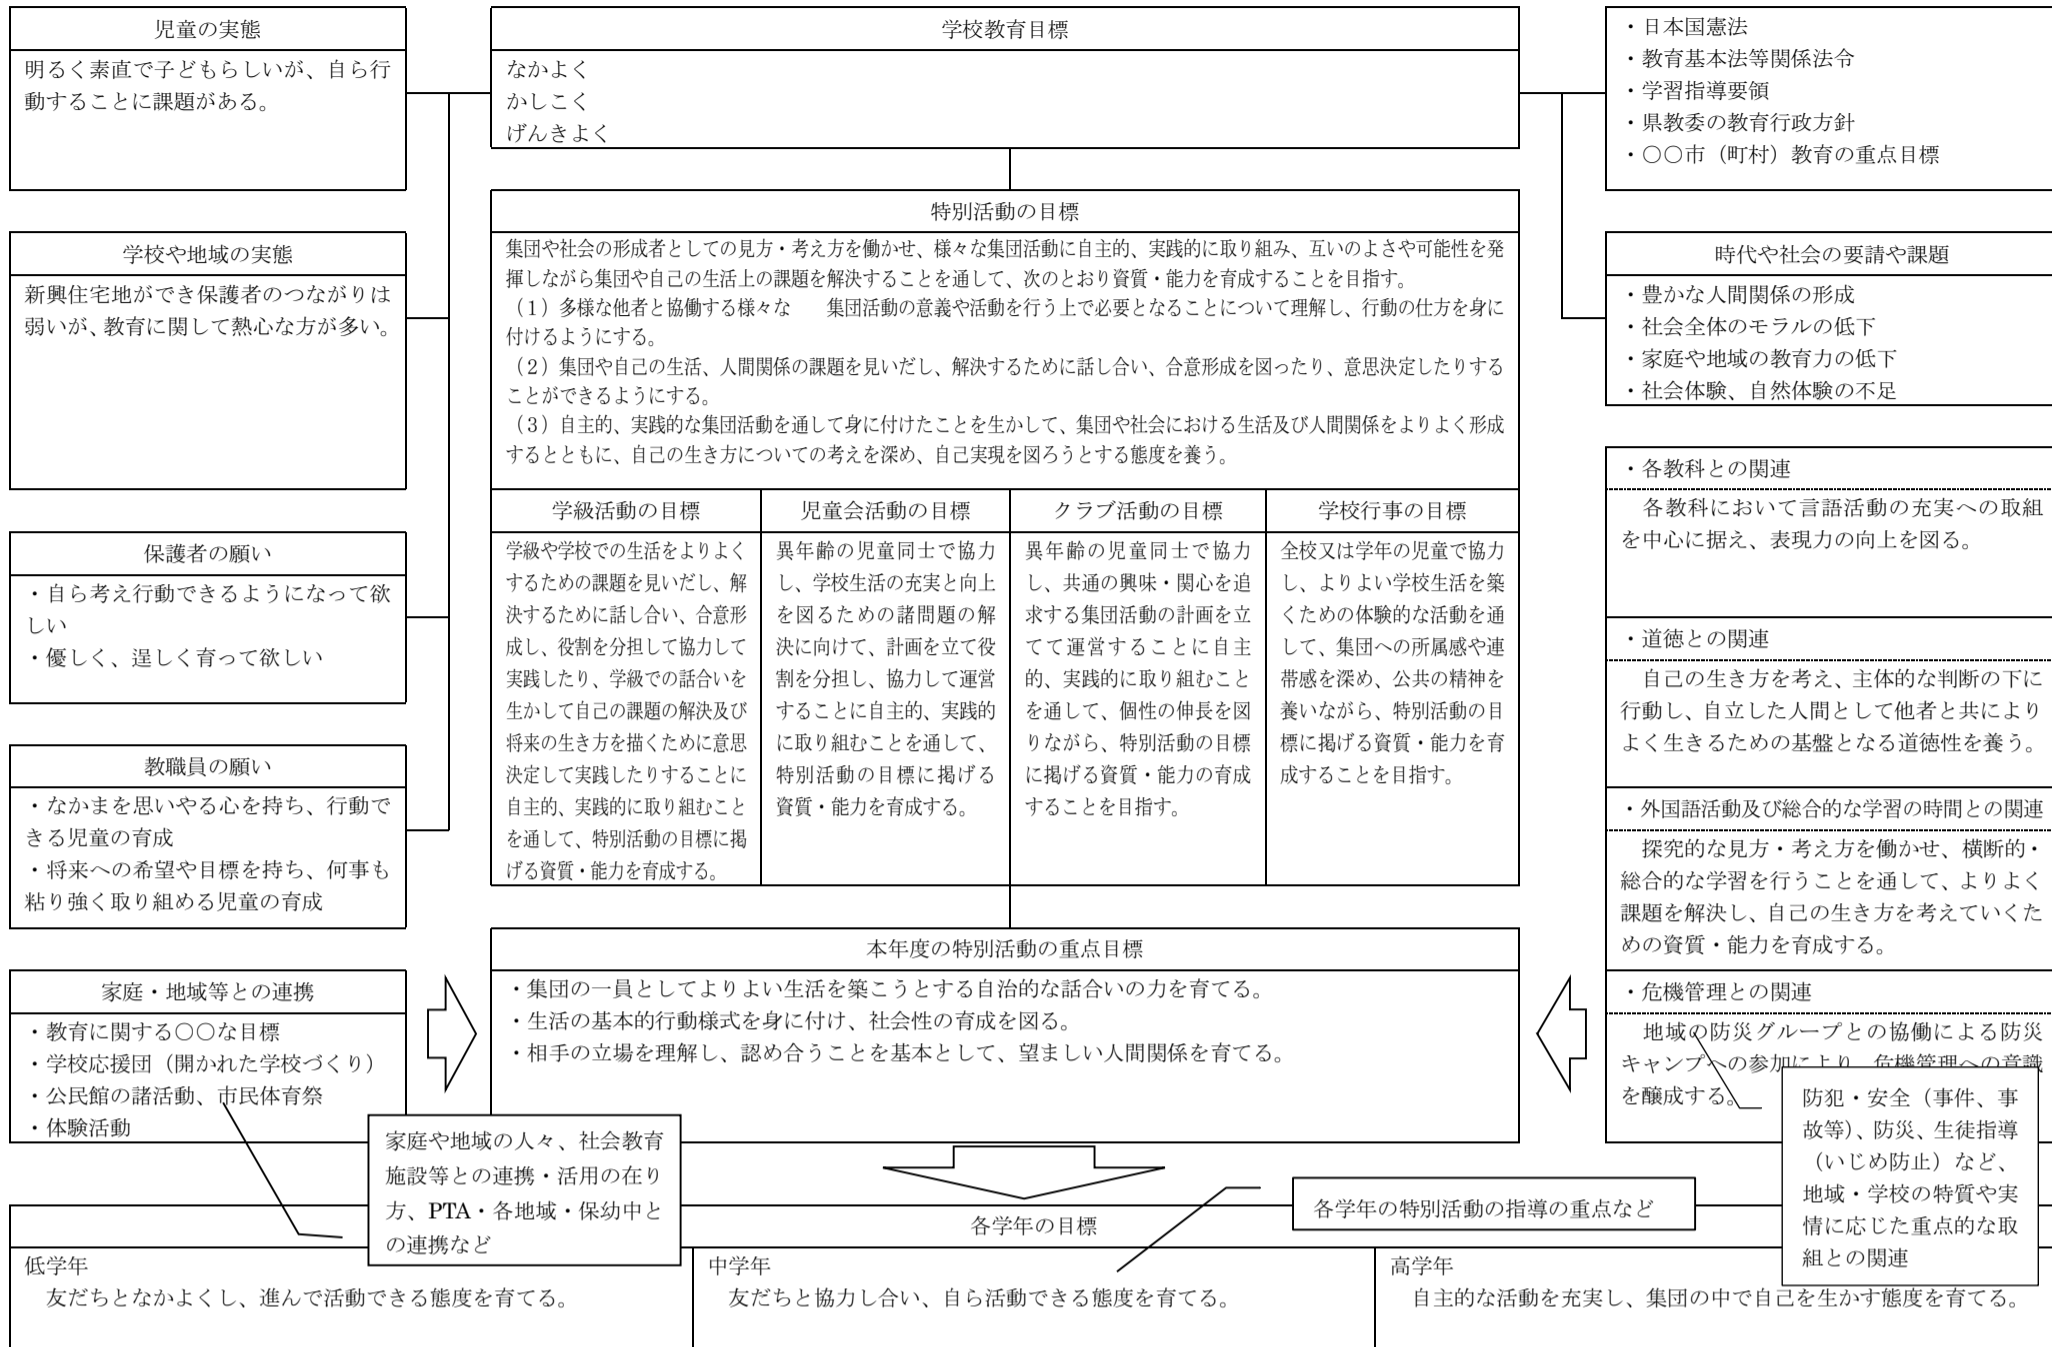 児童の実態
明るく素直で子どもらしいが、自ら行
動することに課題がある。
学校や地域の実態
新興住宅地ができ保護者のつながりは
弱いが、教育に関して熱心な方が多い。
保護者の願い
・自ら考え行動できるようになって欲
しい
・優しく、逞しく育って欲しい
教職員の願い
・なかまを思いやる心を持ち、行動で
きる児童の育成
・将来への希望や目標を持ち、何事も
粘り強く取り組める児童の育成
家庭・地域等との連携
・教育に関する〇〇な目標
・学校応援団（開かれた学校づくり）
・公民館の諸活動、市民体育祭
・体験活動
学校教育目標
なかよく
かしこく
げんきよく
特別活動の目標
集団や社会の形成者としての見方・考え方を働かせ、様々な集団活動に自主的、実践的に取り組み、互いのよさや可能性を発
揮しながら集団や自己の生活上の課題を解決することを通して、次のとおり資質・能力を育成することを目指す。
（1）多様な他者と協働する様々な　　集団活動の意義や活動を行う上で必要となることについて理解し、行動の仕方を身に
付けるようにする。
（2）集団や自己の生活、人間関係の課題を見いだし、解決するために話し合い、合意形成を図ったり、意思決定したりする
ことができるようにする。
（3）自主的、実践的な集団活動を通して身に付けたことを生かして、集団や社会における生活及び人間関係をよりよく形成
するとともに、自己の生き方についての考えを深め、自己実現を図ろうとする態度を養う。
学級活動の目標
学級や学校での生活をよりよく
するための課題を見いだし、解
決するために話し合い、合意形
成し、役割を分担して協力して
実践したり、学級での話合いを
生かして自己の課題の解決及び
将来の生き方を描くために意思
決定して実践したりすることに
自主的、実践的に取り組むこと
を通して、特別活動の目標に掲
げる資質・能力を育成する。
児童会活動の目標
異年齢の児童同士で協力
し、学校生活の充実と向上
を図るための諸問題の解
決に向けて、計画を立て役
割を分担し、協力して運営
することに自主的、実践的
に取り組むことを通して、
特別活動の目標に掲げる
資質・能力を育成する。
クラブ活動の目標
異年齢の児童同士で協力
し、共通の興味・関心を追
求する集団活動の計画を立
てて運営することに自主
的、実践的に取り組むこと
を通して、個性の伸長を図
りながら、特別活動の目標
に掲げる資質・能力の育成
することを目指す。
学校行事の目標
全校又は学年の児童で協力
し、よりよい学校生活を築
くための体験的な活動を通
して、集団への所属感や連
帯感を深め、公共の精神を
養いながら、特別活動の目
標に掲げる資質・能力を育
成することを目指す。
本年度の特別活動の重点目標
・集団の一員としてよりよい生活を築こうとする自治的な話合いの力を育てる。
・生活の基本的行動様式を身に付け、社会性の育成を図る。
・相手の立場を理解し、認め合うことを基本として、望ましい人間関係を育てる。
・日本国憲法
・教育基本法等関係法令
・学習指導要領
・県教委の教育行政方針
・〇〇市（町村）教育の重点目標
時代や社会の要請や課題
・豊かな人間関係の形成
・社会全体のモラルの低下
・家庭や地域の教育力の低下
・社会体験、自然体験の不足
・各教科との関連
各教科において言語活動の充実への取組
を中心に据え、表現力の向上を図る。
・道徳との関連
自己の生き方を考え、主体的な判断の下に
行動し、自立した人間として他者と共により
よく生きるための基盤となる道徳性を養う。
・外国語活動及び総合的な学習の時間との関連
探究的な見方・考え方を働かせ、横断的・
総合的な学習を行うことを通して、よりよく
課題を解決し、自己の生き方を考えていくた
めの資質・能力を育成する。
・危機管理との関連
地域の防災グループとの協働による防災
キャンプへの参加により、危機管理への意識
を醸成する。
家庭や地域の人々、社会教育
施設等との連携・活用の在り
方、PTA・各地域・保幼中と
の連携など
各学年の特別活動の指導の重点など
防犯・安全（事件、事
故等）、防災、生徒指導
（いじめ防止）など、
地域・学校の特質や実
情に応じた重点的な取
組との関連
各学年の目標
低学年
友だちとなかよくし、進んで活動できる態度を育てる。
中学年
友だちと協力し合い、自ら活動できる態度を育てる。
高学年
自主的な活動を充実し、集団の中で自己を生かす態度を育てる。